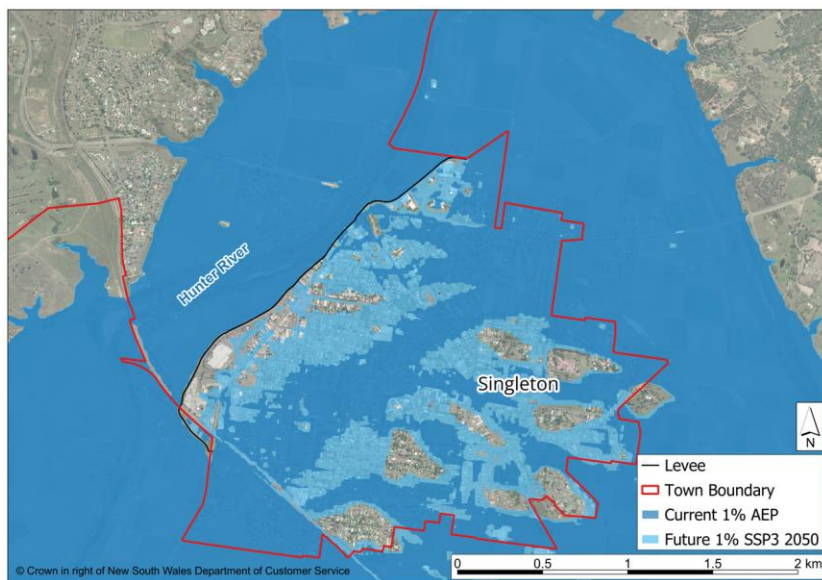 Hunter River
Singleton
N
Levee
Town Boundary
Current 1% AEP
Future 1% SSP3 2050
© Crown in right of New South Wales Department of Customer Service
0 0.5 1 1.5 2 km